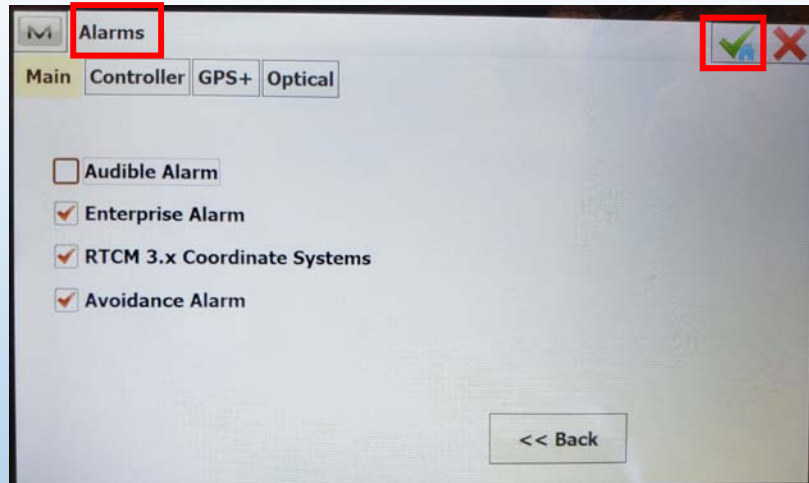 Alarms
Main Controller GPS+ Optical
Audible Alarm
Enterprise Alarm
RTCM 3.x Coordinate Systems
Avoidance Alarm
<< Back